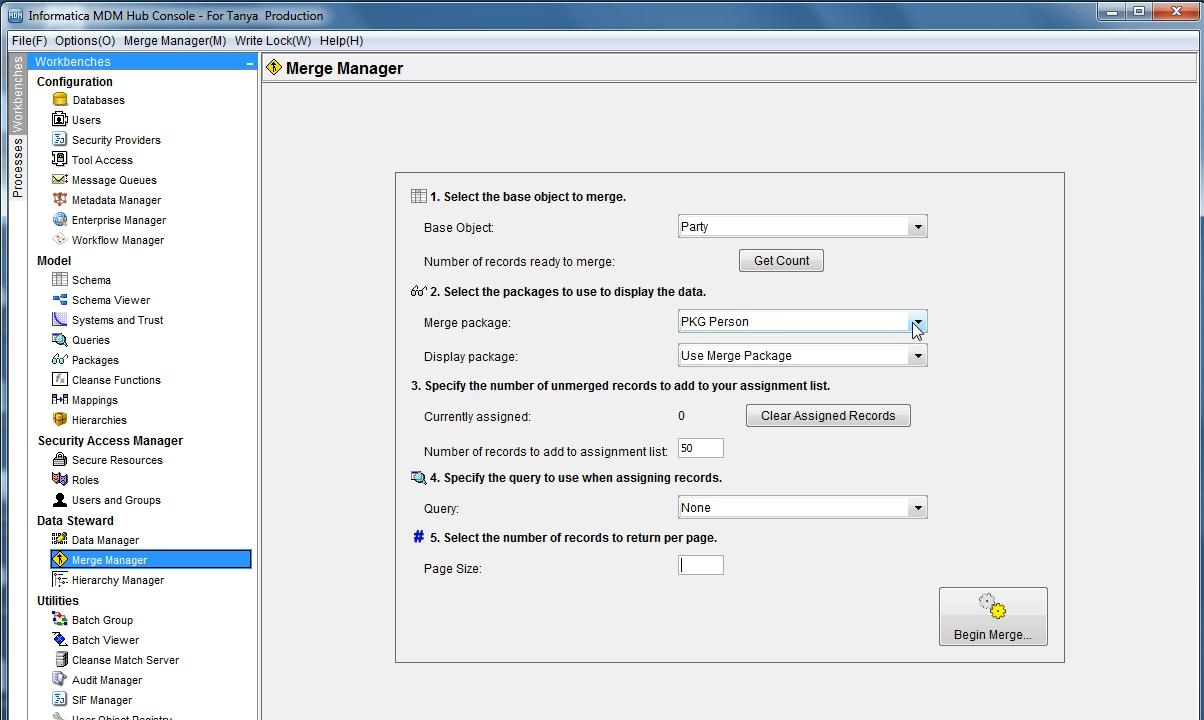 Informatica MDM Hub Console - For Tanya  Production
File(F) Options(O) Merge Manager(M) Write Lock(W) Help(H)
Workbenches
Processes
Workbenches
Configuration
Databases
Users
Security Providers
Tool Access
Message Queues
Metadata Manager
Enterprise Manager
Workflow Manager
Model
Schema
Schema Viewer
Systems and Trust
Queries
Packages
Cleanse Functions
Mappings
Hierarchies
Security Access Manager
Secure Resources
Roles
Users and Groups
Data Steward
Data Manager
Merge Manager
Hierarchy Manager
Utilities
Batch Group
Batch Viewer
Cleanse Match Server
Audit Manager
SIF Manager
User Object Registry
Merge Manager
1. Select the base object to merge.
Base Object: Party
Number of records ready to merge: Get Count
2. Select the packages to use to display the data.
Merge package: PKG Person
Display package: Use Merge Package
3. Specify the number of unmerged records to add to your assignment list.
Currently assigned: 0 Clear Assigned Records
Number of records to add to assignment list: 50
4. Specify the query to use when assigning records.
Query: None
# 5. Select the number of records to return per page.
Page Size:
Begin Merge...